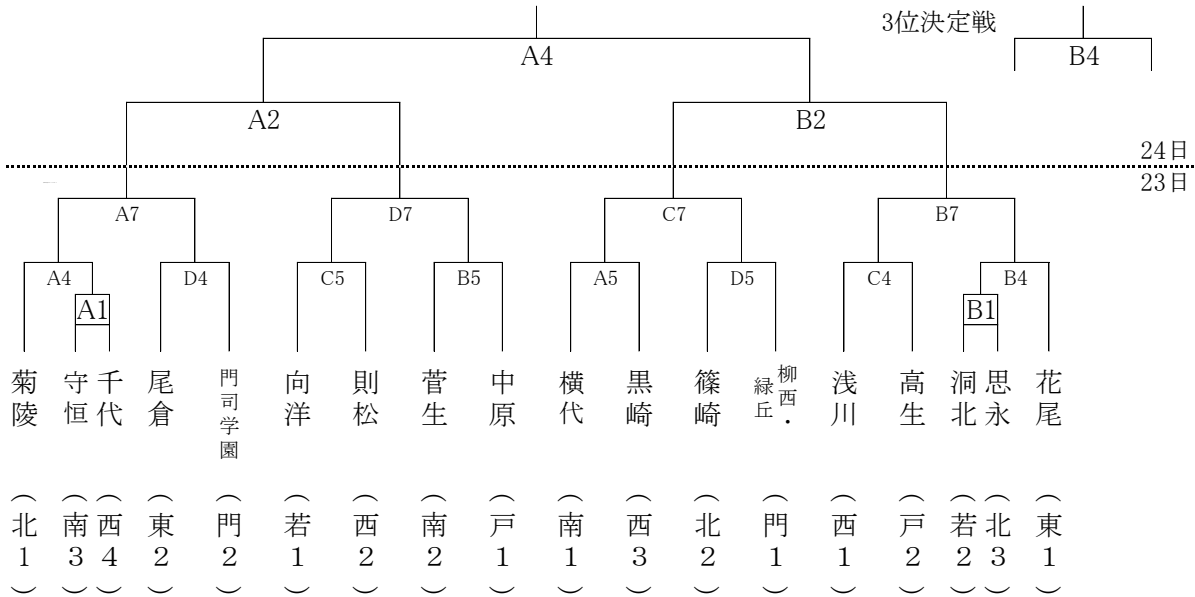 3位決定戦
A4
B4
A2
B2
24日
23日
A7
D7
C7
B7
A4
D4
C5
B5
A5
D5
C4
B4
A1
B1
菊陵
守恒
千代
尾倉
門司学園
向洋
則松
菅生
中原
横代
黒崎
篠崎
柳西・
緑丘
浅川
高生
洞北
思永
花尾
（北１）
（南３）
（西４）
（東２）
（門２）
（若１）
（西２）
（南２）
（戸１）
（南１）
（西３）
（北２）
（門１）
（西１）
（戸２）
（若２）
（北３）
（東１）